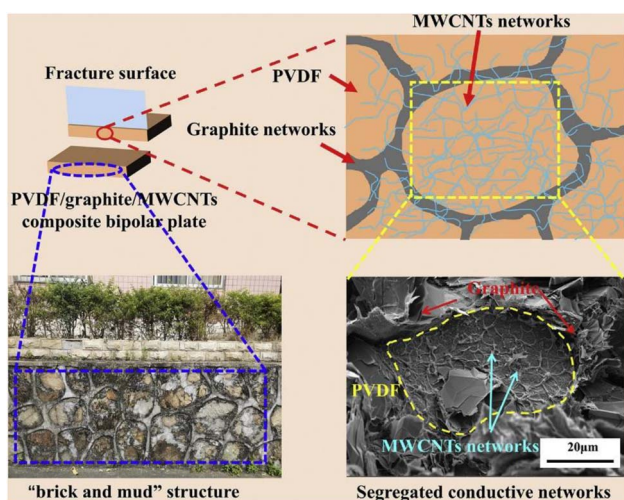 MWCNTs networks
Fracture surface
PVDF
Graphite networks
PVDF/graphite/MWCNTs
composite bipolar plate
Graphite
PVDF
MWCNTs networks
20μm
“brick and mud” structure
Segregated conductive networks